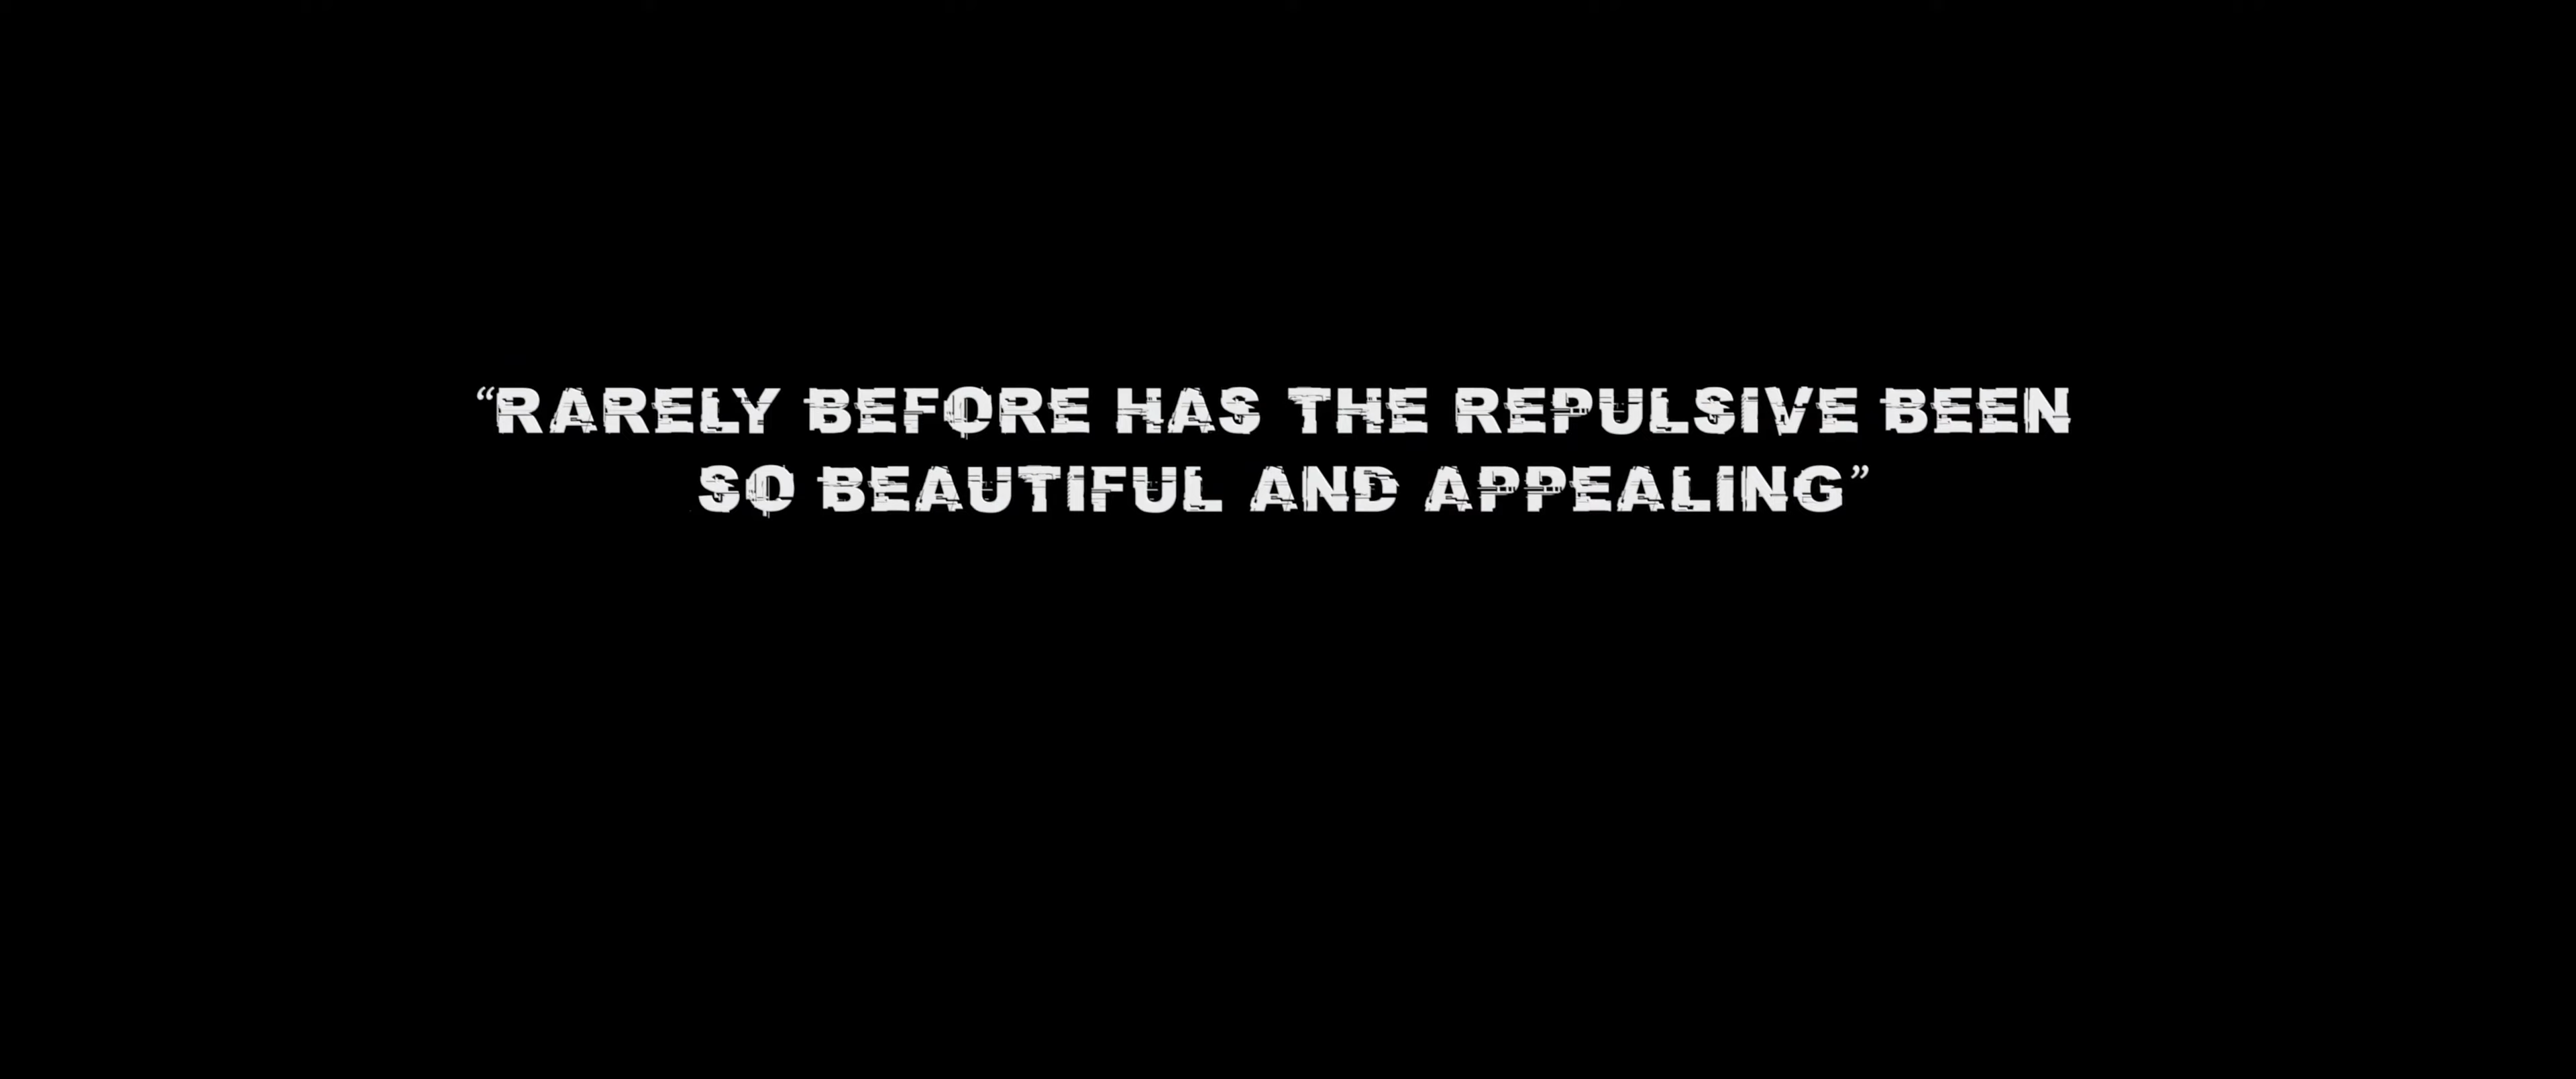 “RARELY BEFORE HAS THE REPULSIVE BEEN
SO BEAUTIFUL AND APPEALING”